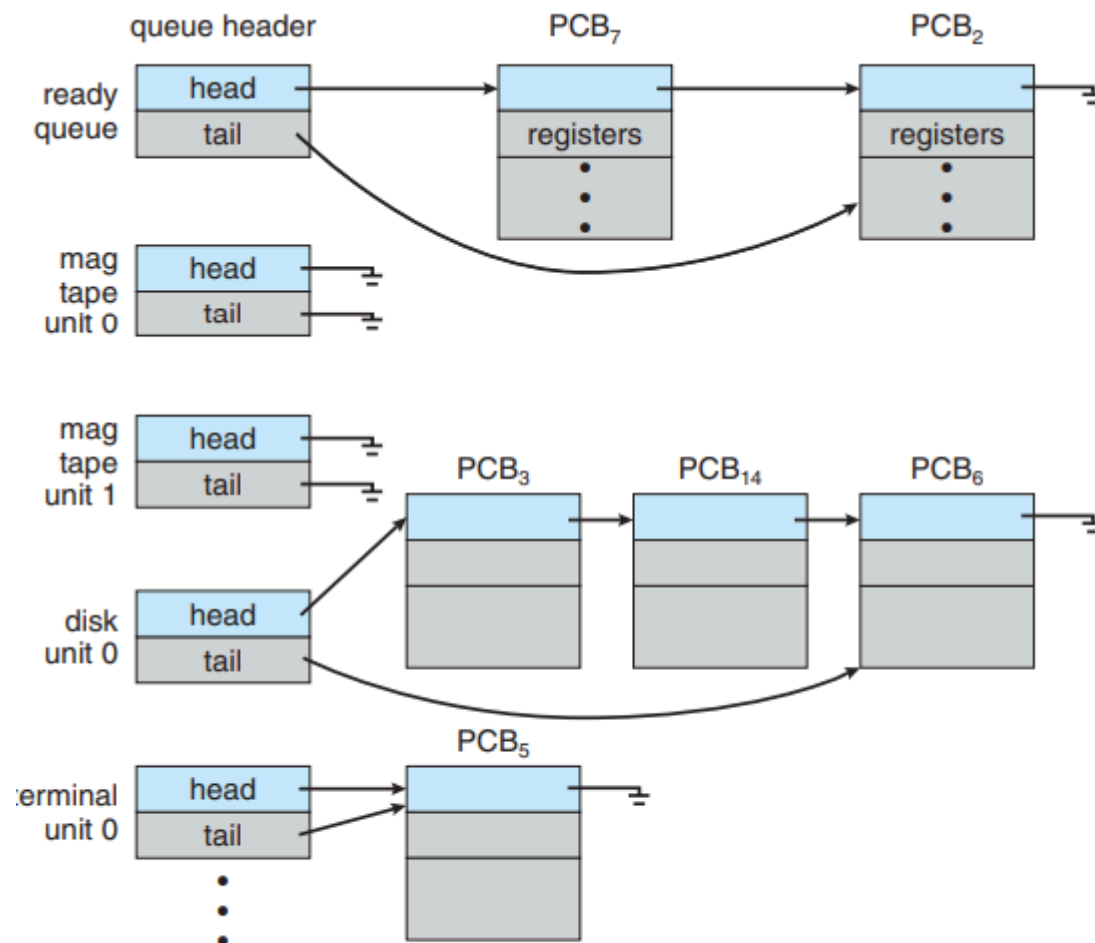 queue header
PCB₇
PCB₂
ready
queue
head
tail
registers
registers
mag
tape
unit 0
head
tail
mag
tape
unit 1
head
tail
PCB₃
PCB₁₄
PCB₆
disk
unit 0
head
tail
PCB₅
erminal
unit 0
head
tail